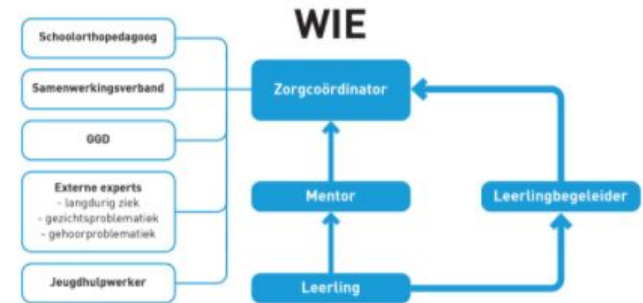 WIE
Schoolorthopedagoog
Samenwerkingsverband
GGD
Externe experts
- langdurig ziek
- gezichtsproblematiek
- gehoorproblematiek
Jeugdhulpwerker
Zorgcoördinator
Mentor
Leerlingbegeleider
Leerling